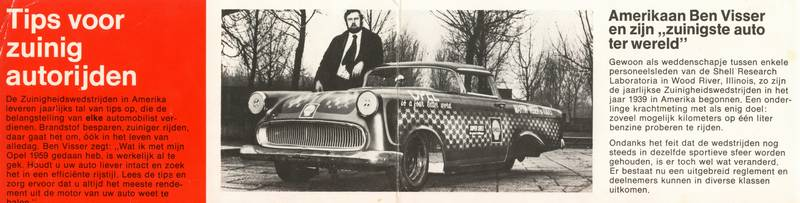 Tips voor
zuinig
autorijden
De Zuinigheidswedstrijden in Amerika
leveren jaarlijks tal van tips op, die de
belangstelling van elke automobilist ver-
dienen. Brandstof besparen, zuiniger rijden,
daar gaat het om, óók in het leven van
alledag. Ben Visser zegt: „Wat ik met mijn
Opel 1959 gedaan heb, is werkelijk al te
gek. Houdt u uw auto liever intact en zoek
het in een efficiënte rijstijl. Lees de tips en
zorg ervoor dat u altijd het meeste rende-
ment uit de motor van uw auto weet te
Amerikaan Ben Visser
en zijn „zuinigste auto
ter wereld”
Gewoon als weddenschapje tussen enkele
personeelsleden van de Shell Research
Laboratoria in Wood River, Illinois, zo zijn
de jaarlijkse Zuinigheidswedstrijden in het
jaar 1939 in Amerika begonnen. Een onder-
linge krachtmeting met als enig doel:
zoveel mogelijk kilometers op één liter
benzine proberen te rijden.
Ondanks het feit dat de wedstrijden nog
steeds in dezelfde sportieve sfeer worden
gehouden, is er toch wel wat veranderd.
Er bestaat nu een uitgebreid reglement en
deelnemers kunnen in diverse klassen
uitkomen.